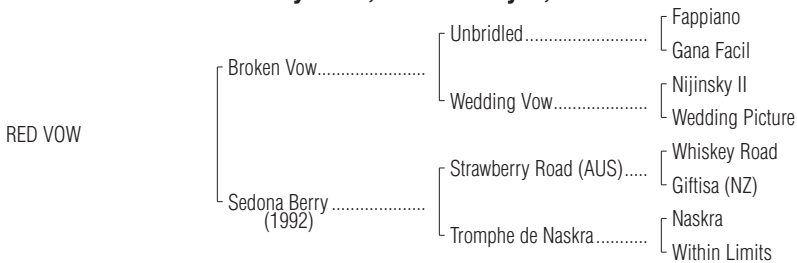 Fappiano
Unbridled
Gana Facil
Broken Vow
Nijinsky II
Wedding Vow
Wedding Picture
RED VOW
Whiskey Road
Strawberry Road (AUS)
Giftisa (NZ)
Sedona Berry
(1992)
Naskra
Tromphe de Naskra
Within Limits